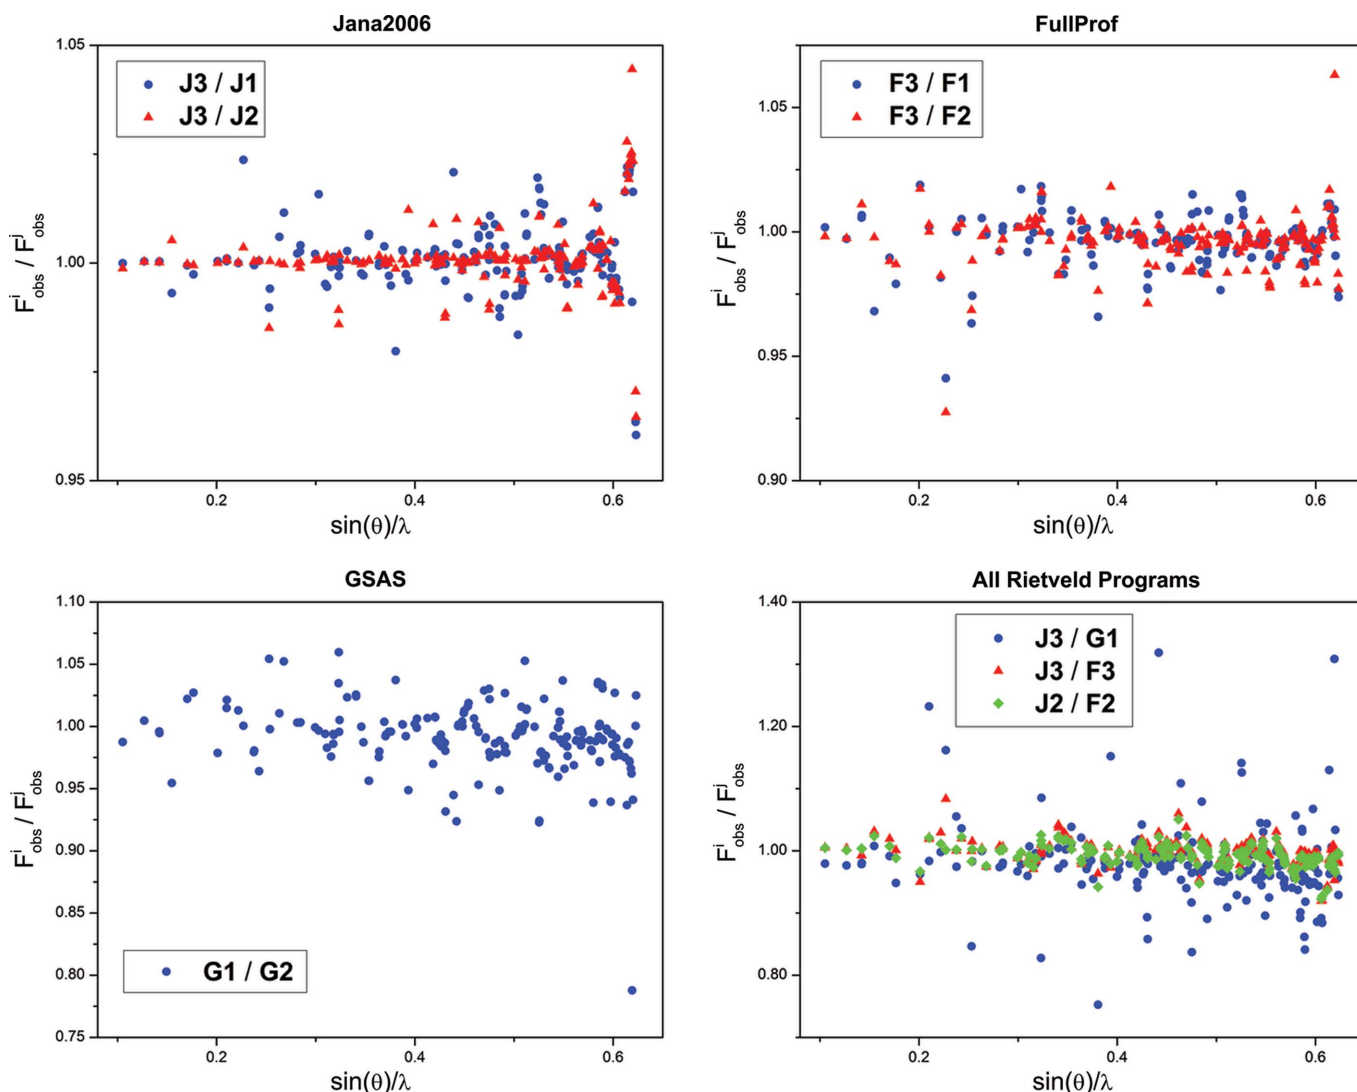 Jana2006
1.05
J3 / J1
J3 / J2
1.00
0.95
F^i_obs / F^j_obs
0.2 0.4 0.6
sin(θ)/λ
FullProf
F3 / F1
F3 / F2
1.05
1.00
0.95
0.90
F^i_obs / F^j_obs
0.2 0.4 0.6
sin(θ)/λ
GSAS
1.10
1.05
1.00
0.95
0.90
0.85
0.80
0.75
F^i_obs / F^j_obs
G1 / G2
0.2 0.4 0.6
sin(θ)/λ
All Rietveld Programs
1.40
J3 / G1
J3 / F3
J2 / F2
1.20
1.00
0.80
F^i_obs / F^j_obs
0.2 0.4 0.6
sin(θ)/λ